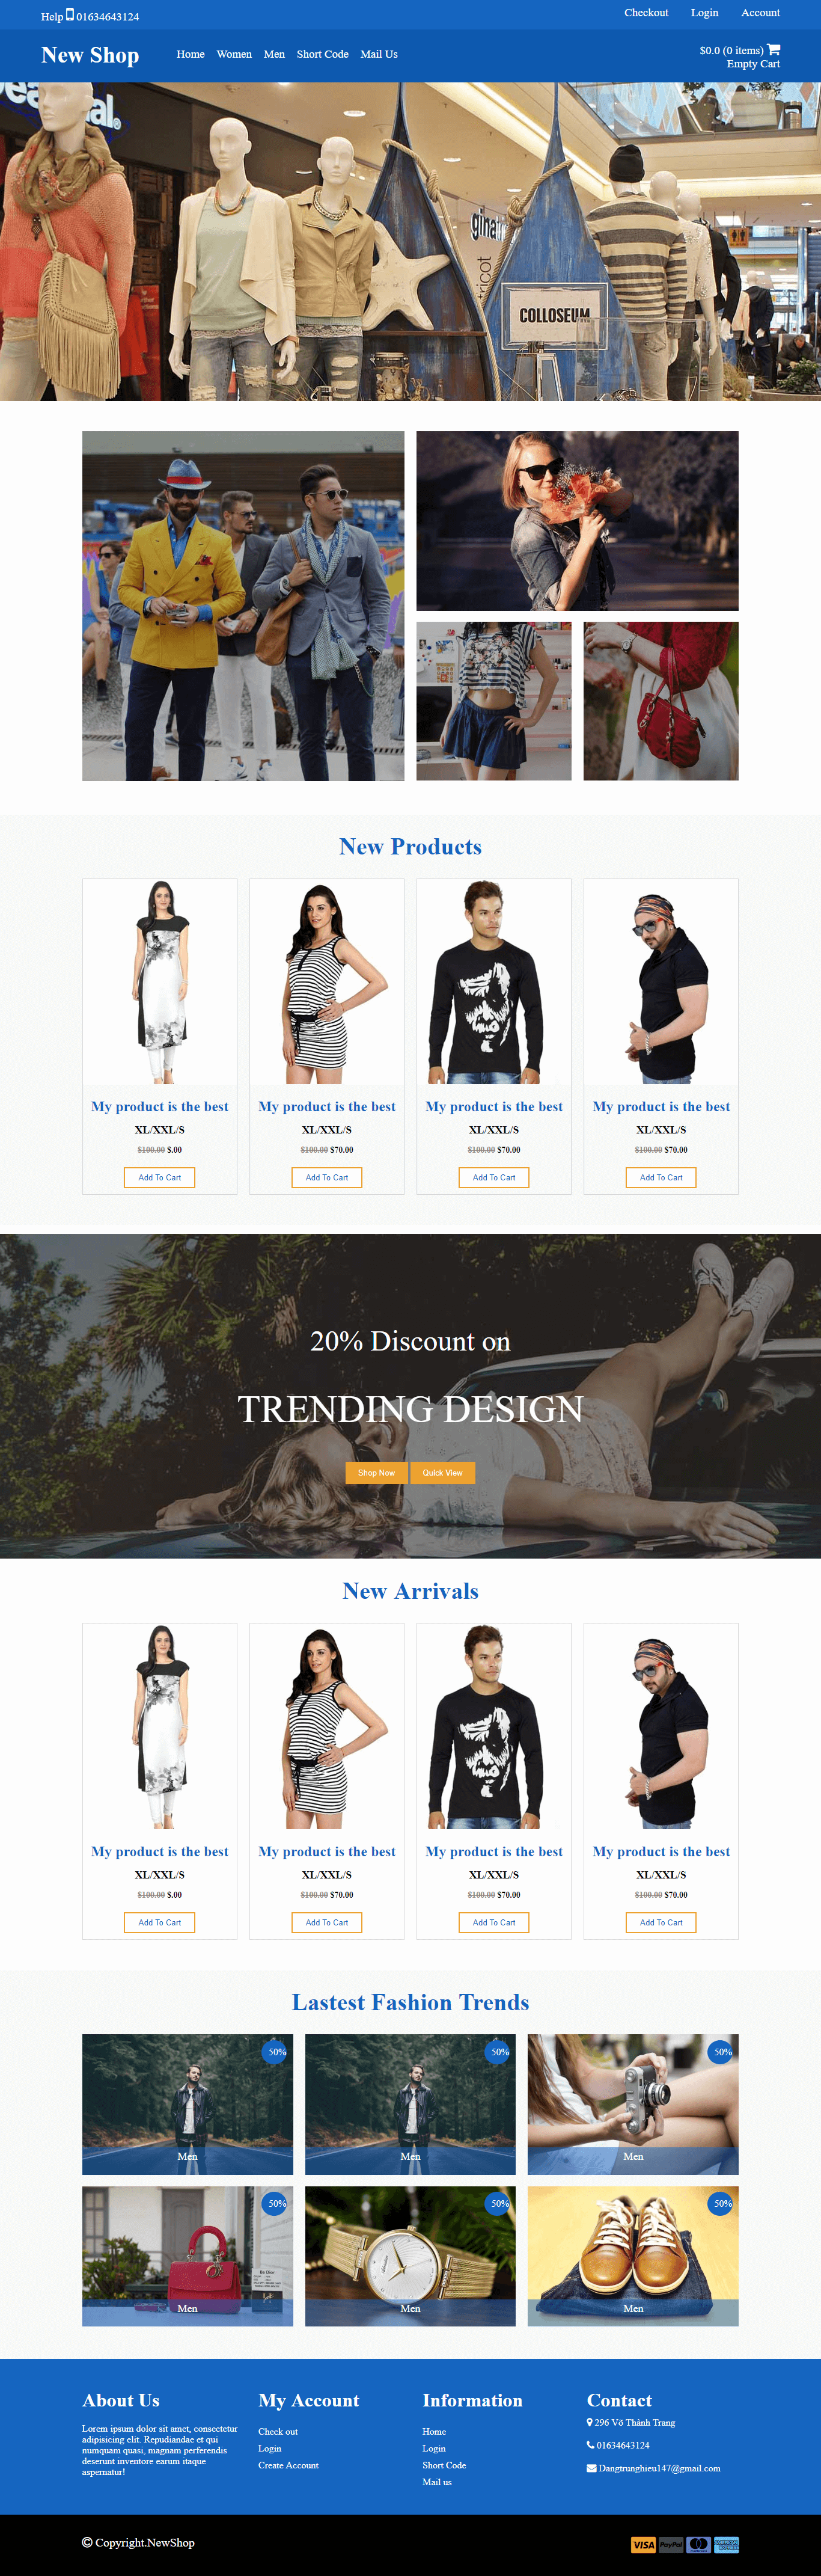 Help 01634643124
Checkout Login Account
New Shop
Home Women Men Short Code Mail Us
$0.0 (0 items)
Empty Cart
ginatricot
COLLOSEUM
New Products
My product is the best
XL/XXL/S
$100.00 $.00
Add To Cart
My product is the best
XL/XXL/S
$100.00 $70.00
Add To Cart
My product is the best
XL/XXL/S
$100.00 $70.00
Add To Cart
My product is the best
XL/XXL/S
$100.00 $70.00
Add To Cart
20% Discount on
TRENDING DESIGN
Shop Now Quick View
New Arrivals
My product is the best
XL/XXL/S
$100.00 $.00
Add To Cart
My product is the best
XL/XXL/S
$100.00 $70.00
Add To Cart
My product is the best
XL/XXL/S
$100.00 $70.00
Add To Cart
My product is the best
XL/XXL/S
$100.00 $70.00
Add To Cart
Lastest Fashion Trends
50%
Men
50%
Men
50%
Men
50%
Men
50%
Men
50%
Men
About Us
Lorem ipsum dolor sit amet, consectetur
adipisicing elit. Repudiandae et qui
numquam quasi, magnam perferendis
deserunt inventore earum itaque
aspernatur!
My Account
Check out
Login
Create Account
Information
Home
Login
Short Code
Mail us
Contact
296 Võ Thành Trang
01634643124
Dangtrunghieu147@gmail.com
© Copyright.NewShop
VISA PayPal